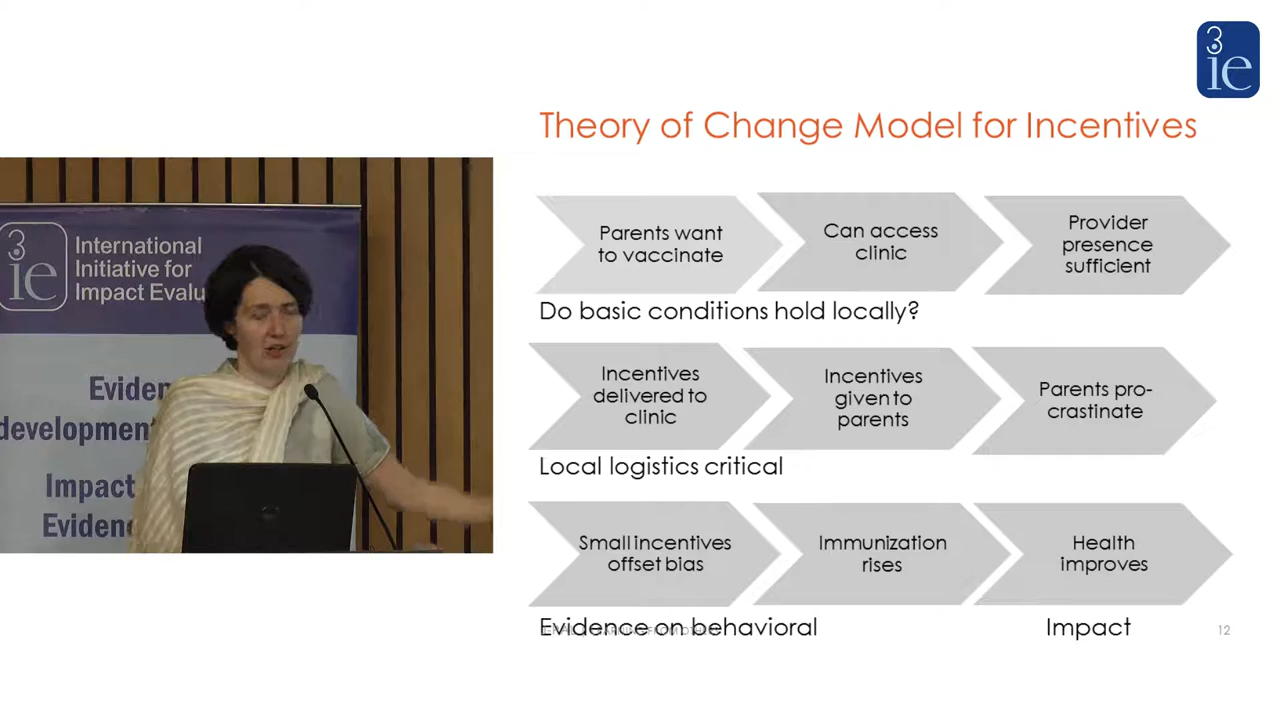 3
ie
Theory of Change Model for Incentives
Parents want
to vaccinate
Can access
clinic
Provider
presence
sufficient
Do basic conditions hold locally?
Incentives
delivered to
clinic
Incentives
given to
parents
Parents pro-
crastinate
Local logistics critical
Small incentives
offset bias
Immunization
rises
Health
improves
Evidence on behavioral
Impact
12
3
ie
International
Initiative for
Impact Evalu
Eviden
development
Impact
Evidenc